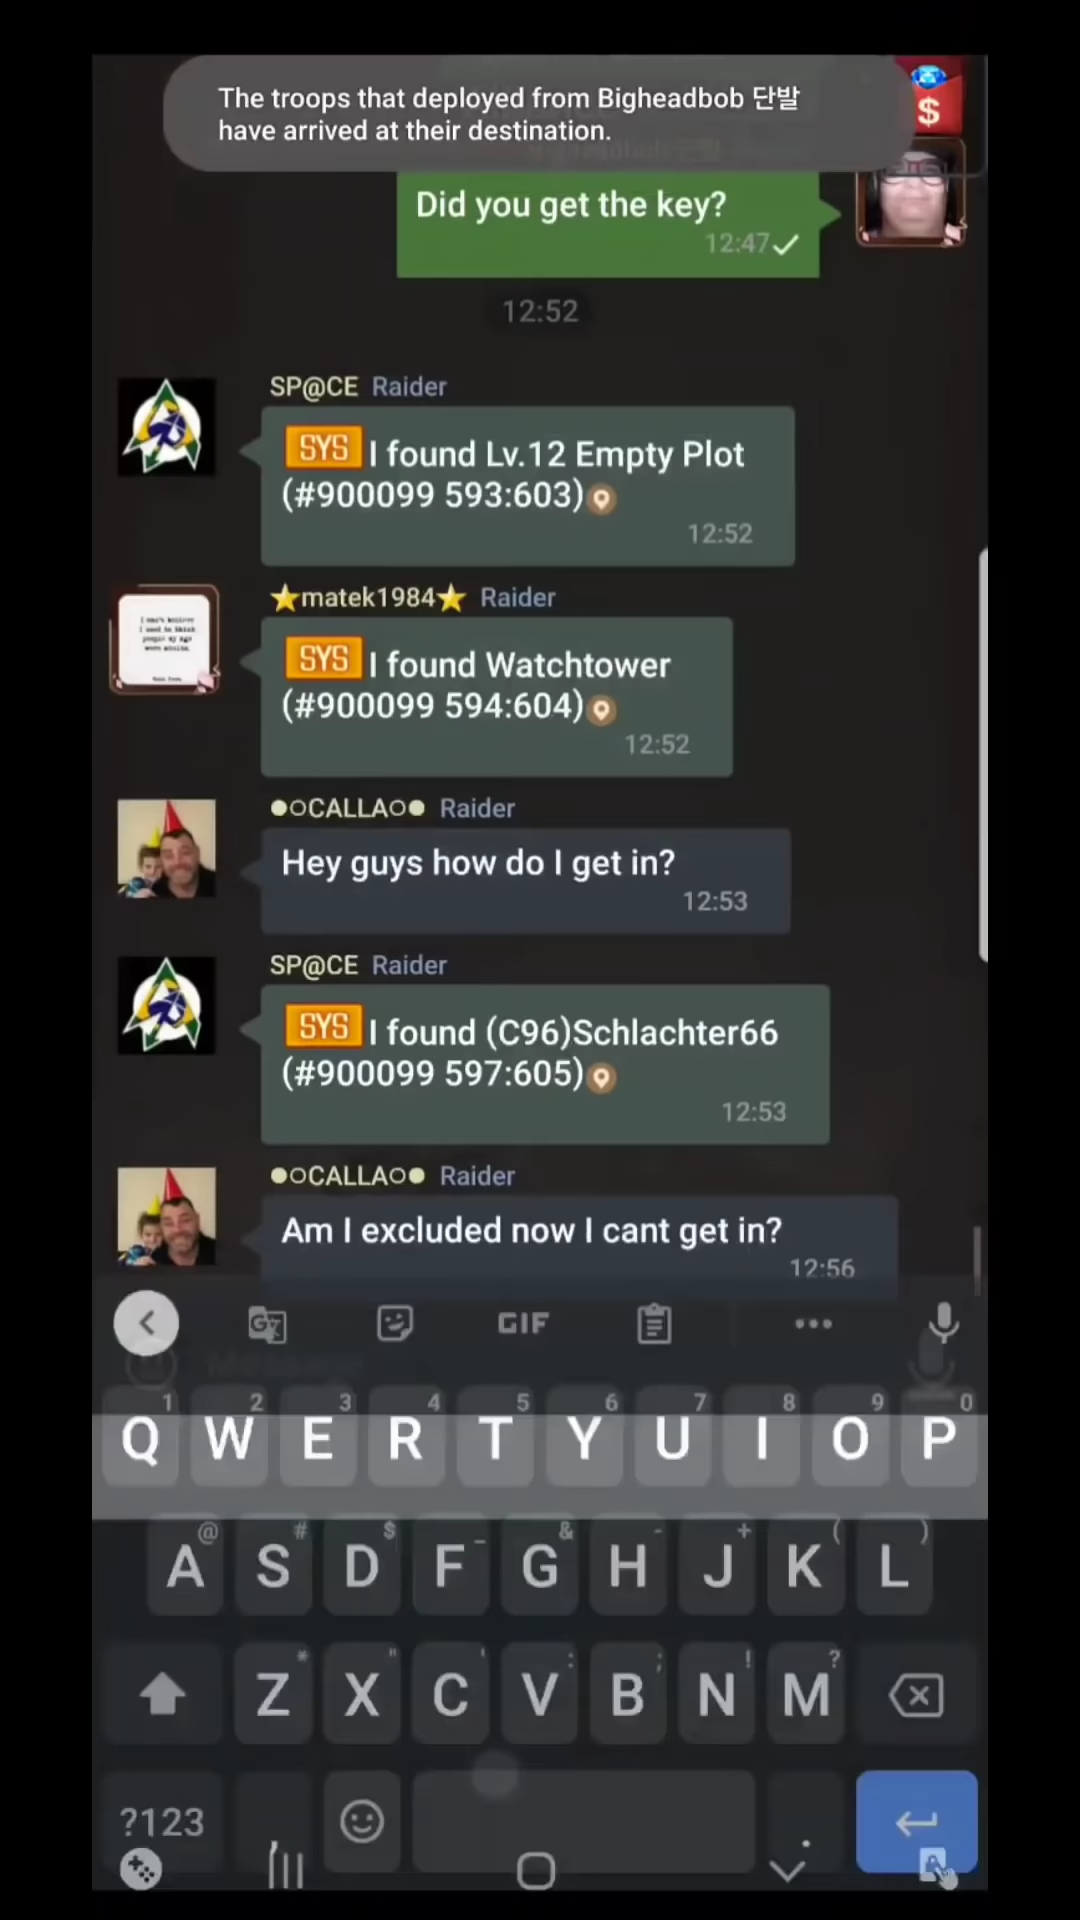 The troops that deployed from Bigheadbob 단발
have arrived at their destination.
$
Did you get the key?
12:47
12:52
SP@CE Raider
SYS I found Lv.12 Empty Plot
(#900099 593:603)
12:52
⭐matek1984⭐ Raider
SYS I found Watchtower
(#900099 594:604)
12:52
●○CALLA○● Raider
Hey guys how do I get in?
12:53
SP@CE Raider
SYS I found (C96)Schlachter66
(#900099 597:605)
12:53
●○CALLA○● Raider
Am I excluded now I cant get in?
12:56
GIF
1 2 3 4 5 6 7 8 9 0
Q W E R T Y U I O P
@ # $ _ & - + ( )
A S D F G H J K L
* " ' : ; ! ?
Z X C V B N M
?123 .